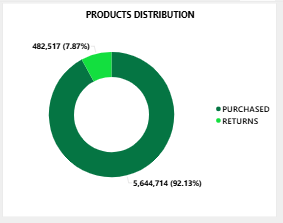 PRODUCTS DISTRIBUTION
482,517 (7.87%)
PURCHASED
RETURNS
5,644,714 (92.13%)